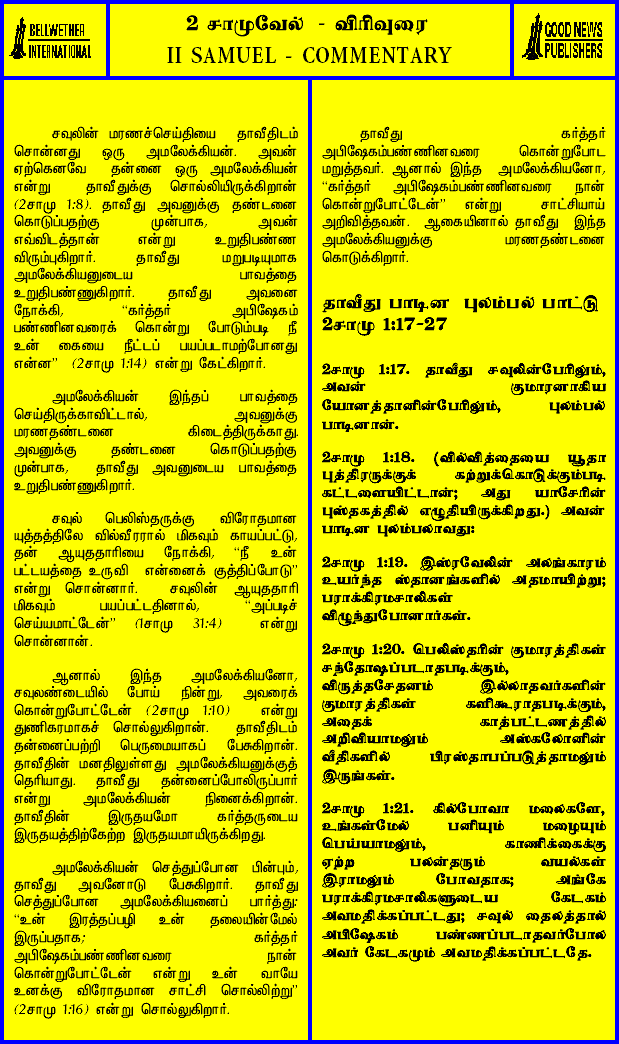 BELLWETHER
INTERNATIONAL
2 சாமுவேல் - விரிவுரை
II SAMUEL - COMMENTARY
GOOD NEWS
PUBLISHERS
சவுலின் மரணச்செய்தியை தாவீதிடம்
சொன்னது ஒரு அமலேக்கியன். அவன்
ஏற்கெனவே தன்னை ஒரு அமலேக்கியன்
என்று தாவீதுக்கு சொல்லியிருக்கிறான்
(2சாமு 1:8). தாவீது அவனுக்கு தண்டனை
கொடுப்பதற்கு முன்பாக, அவன்
எவ்விடத்தான் என்று உறுதிபண்ண
விரும்புகிறார். தாவீது மறுபடியுமாக
அமலேக்கியனுடைய பாவத்தை
உறுதிபண்ணுகிறார். தாவீது அவனை
நோக்கி, “கர்த்தர் அபிஷேகம்
பண்ணினவரைக் கொன்று போடும்படி நீ
உன் கையை நீட்டப் பயப்படாமற்போனது
என்ன” (2சாமு 1:14) என்று கேட்கிறார்.
அமலேக்கியன் இந்தப் பாவத்தை
செய்திருக்காவிட்டால், அவனுக்கு
மரணதண்டனை கிடைத்திருக்காது.
அவனுக்கு தண்டனை கொடுப்பதற்கு
முன்பாக, தாவீது அவனுடைய பாவத்தை
உறுதிபண்ணுகிறார்.
சவுல் பெலிஸ்தருக்கு விரோதமான
யுத்தத்திலே வில்வீரரால் மிகவும் காயப்பட்டு,
தன் ஆயுததாரியை நோக்கி, “நீ உன்
பட்டயத்தை உருவி என்னைக் குத்திப்போடு”
என்று சொன்னார். சவுலின் ஆயுததாரி
மிகவும் பயப்பட்டதினால், “அப்படிச்
செய்யமாட்டேன்” (1சாமு 31:4) என்று
சொன்னான்.
ஆனால் இந்த அமலேக்கியனோ,
சவுலண்டையில் போய் நின்று, அவரைக்
கொன்றுபோட்டேன் (2சாமு 1:10) என்று
துணிகரமாகச் சொல்லுகிறான். தாவீதிடம்
தன்னைப்பற்றி பெருமையாகப் பேசுகிறான்.
தாவீதின் மனதிலுள்ளது அமலேக்கியனுக்குத்
தெரியாது. தாவீது தன்னைப்போலிருப்பார்
என்று அமலேக்கியன் நினைக்கிறான்.
தாவீதின் இருதயமோ கர்த்தருடைய
இருதயத்திற்கேற்ற இருதயமாயிருக்கிறது.
அமலேக்கியன் செத்துப்போன பின்பும்,
தாவீது அவனோடு பேசுகிறார். தாவீது
செத்துப்போன அமலேக்கியனைப் பார்த்து:
“உன் இரத்தப்பழி உன் தலையின்மேல்
இருப்பதாக; கர்த்தர்
அபிஷேகம்பண்ணினவரை நான்
கொன்றுபோட்டேன் என்று உன் வாயே
உனக்கு விரோதமான சாட்சி சொல்லிற்று”
(2சாமு 1:16) என்று சொல்லுகிறார்.
தாவீது கர்த்தர்
அபிஷேகம்பண்ணினவரை கொன்றுபோட
மறுத்தவர். ஆனால் இந்த அமலேக்கியனோ,
“கர்த்தர் அபிஷேகம்பண்ணினவரை நான்
கொன்றுபோட்டேன்” என்று சாட்சியாய்
அறிவித்தவன். ஆகையினால் தாவீது இந்த
அமலேக்கியனுக்கு மரணதண்டனை
கொடுக்கிறார்.
தாவீது பாடின புலம்பல் பாட்டு
2சாமு 1:17-27
2சாமு 1:17. தாவீது சவுலின்பேரிலும்,
அவன் குமாரனாகிய
யோனத்தானின்பேரிலும், புலம்பல்
பாடினான்.
2சாமு 1:18. (வில்வித்தையை யூதா
புத்திரருக்குக் கற்றுக்கொடுக்கும்படி
கட்டளையிட்டான்; அது யாசேரின்
புஸ்தகத்தில் எழுதியிருக்கிறது.) அவன்
பாடின புலம்பலாவது:
2சாமு 1:19. இஸ்ரவேலின் அலங்காரம்
உயர்ந்த ஸ்தானங்களில் அதமாயிற்று;
பராக்கிரமசாலிகள்
விழுந்துபோனார்கள்.
2சாமு 1:20. பெலிஸ்தரின் குமாரத்திகள்
சந்தோஷப்படாதபடிக்கும்,
விருத்தசேதனம் இல்லாதவர்களின்
குமாரத்திகள் களிகூராதபடிக்கும்,
அதைக் காத்பட்டணத்தில்
அறிவியாமலும் அஸ்கலோனின்
வீதிகளில் பிரஸ்தாபப்படுத்தாமலும்
இருங்கள்.
2சாமு 1:21. கில்போவா மலைகளே,
உங்கள்மேல் பனியும் மழையும்
பெய்யாமலும், காணிக்கைக்கு
ஏற்ற பலன்தரும் வயல்கள்
இராமலும் போவதாக; அங்கே
பராக்கிரமசாலிகளுடைய கேடகம்
அவமதிக்கப்பட்டது; சவுல் தைலத்தால்
அபிஷேகம் பண்ணப்படாதவர்போல
அவர் கேடகமும் அவமதிக்கப்பட்டதே.